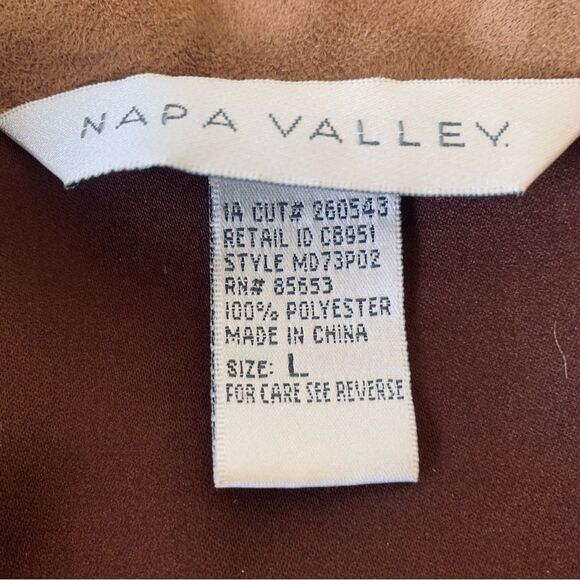 NAPA VALLEY.
IA CUT# 260543
RETAIL ID C8951
STYLE MD73P02
RN# 85653
100% POLYESTER
MADE IN CHINA
SIZE: L
FOR CARE SEE REVERSE